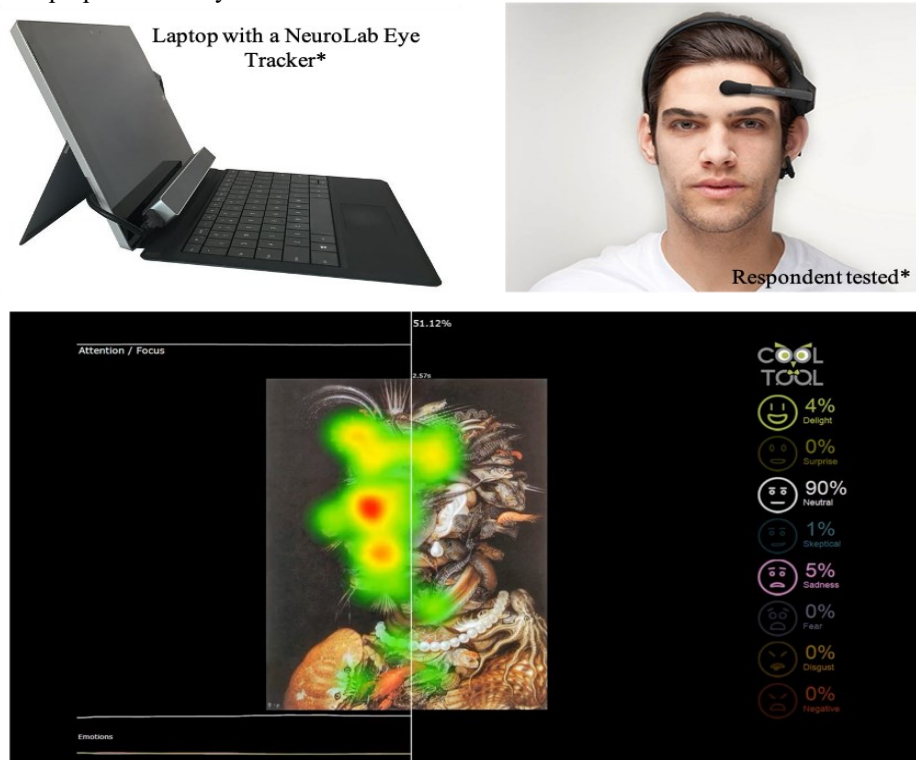 Laptop with a NeuroLab Eye
Tracker*
Respondent tested*
51.12%
Attention / Focus
2.57s
COOL
TOOL
4%
Delight
0%
Surprise
90%
Neutral
1%
Skeptical
5%
Sadness
0%
Fear
0%
Disgust
0%
Negative
Emotions